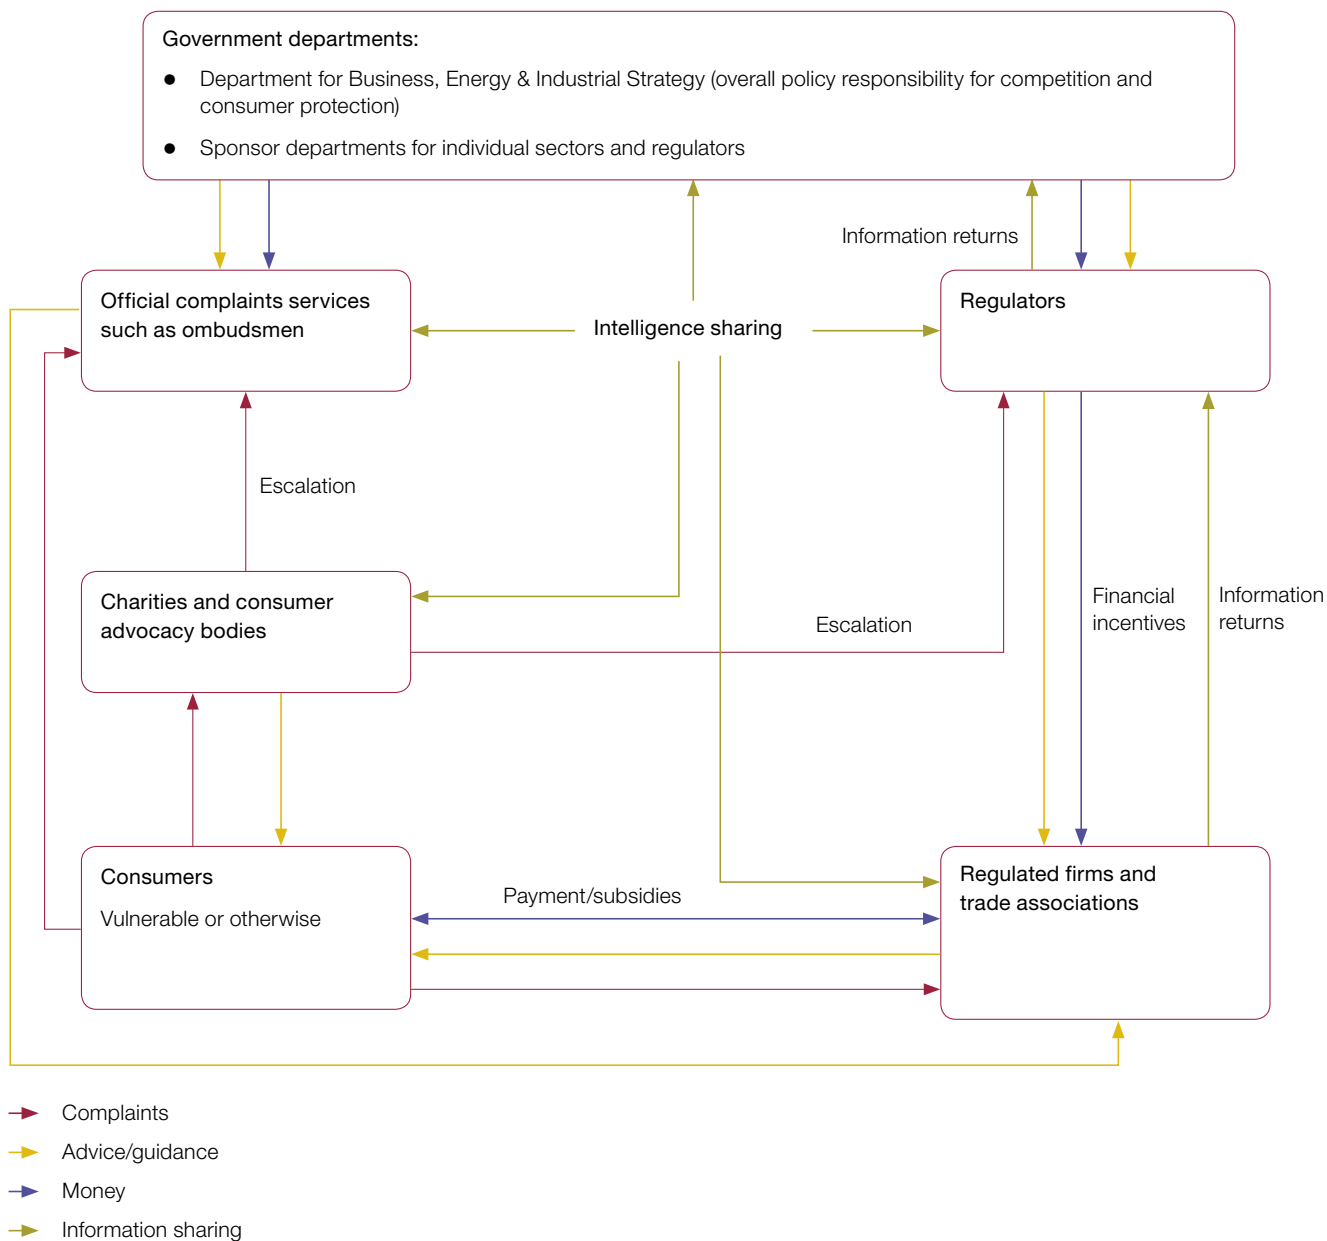 Government departments:
● Department for Business, Energy & Industrial Strategy (overall policy responsibility for competition and
consumer protection)
● Sponsor departments for individual sectors and regulators
Information returns
Official complaints services
such as ombudsmen
Intelligence sharing
Regulators
Escalation
Charities and consumer
advocacy bodies
Escalation
Financial
incentives
Information
returns
Consumers
Vulnerable or otherwise
Payment/subsidies
Regulated firms and
trade associations
Complaints
Advice/guidance
Money
Information sharing